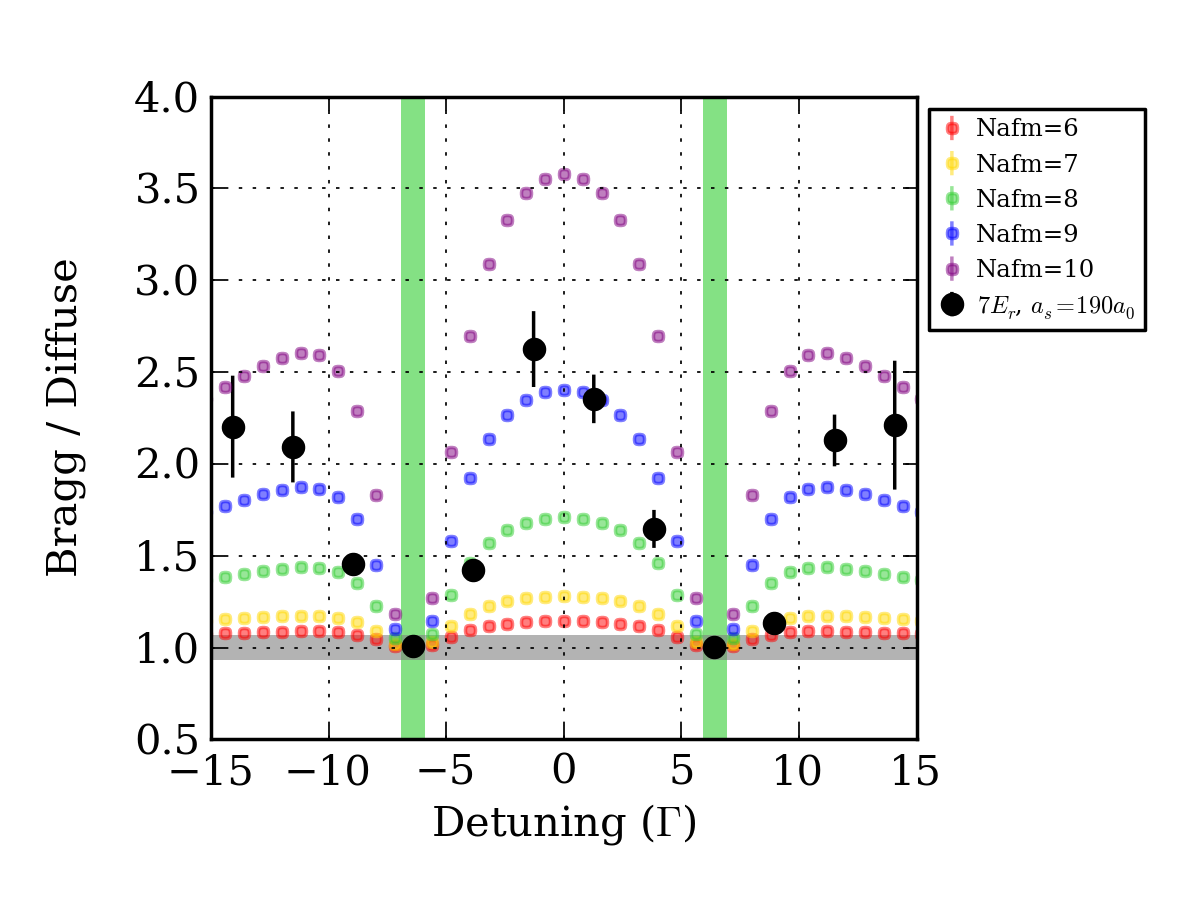 4.0
3.5
3.0
2.5
2.0
1.5
1.0
0.5
Bragg / Diffuse
−15 −10 −5 0 5 10 15
Detuning (Γ)
Nafm=6
Nafm=7
Nafm=8
Nafm=9
Nafm=10
7E_r, a_s=190a_0